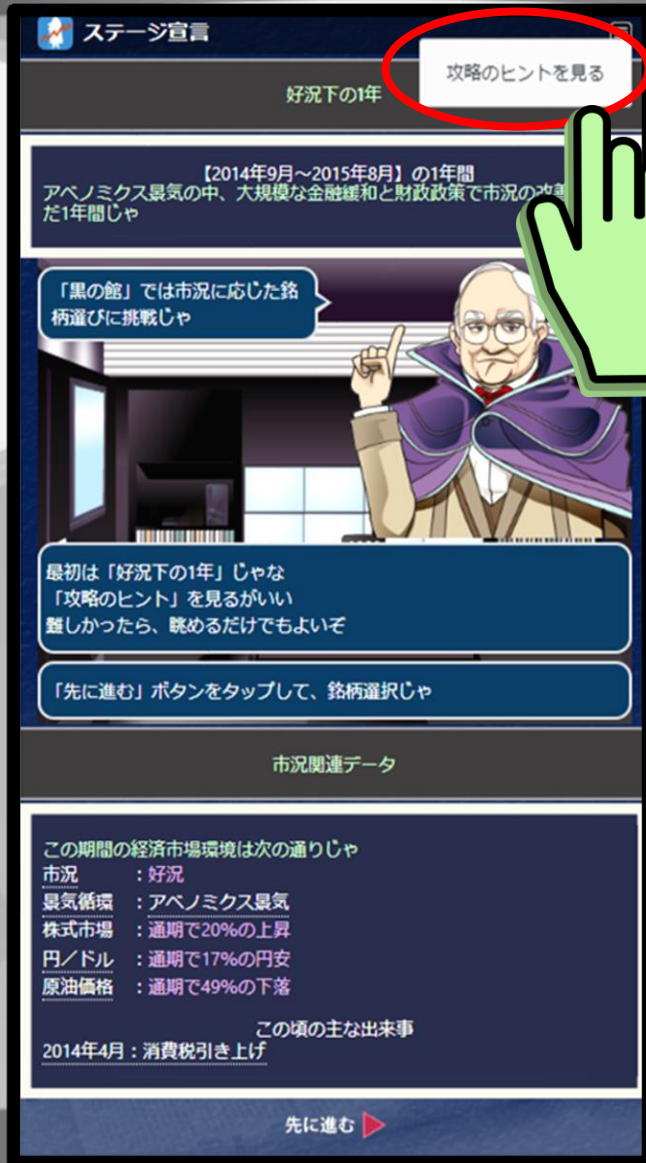 ステージ宣言
攻略のヒントを見る
好況下の1年
【2014年9月～2015年8月】の1年間
アベノミクス景気の中、大規模な金融緩和と財政政策で市況の改善
だ1年間じゃ
「黒の館」では市況に応じた銘
柄選びに挑戦じゃ
最初は「好況下の1年」じゃな
「攻略のヒント」を見るがいい
難しかったら、眺めるだけでもよいぞ
「先に進む」ボタンをタップして、銘柄選択じゃ
市況関連データ
この期間の経済市場環境は次の通りじゃ
市況　　：好況
景気循環　：アベノミクス景気
株式市場　：通期で20%の上昇
円／ドル　：通期で17%の円安
原油価格　：通期で49%の下落
この頃の主な出来事
2014年4月：消費税引き上げ
先に進む